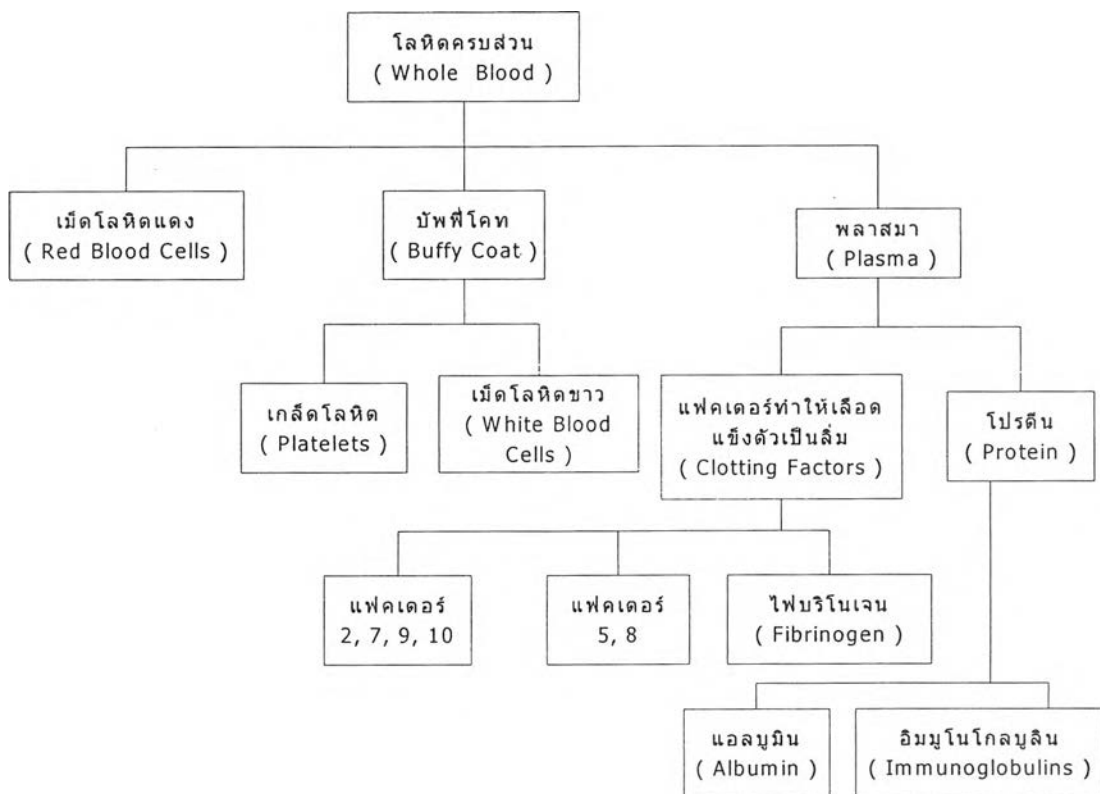 โลหิตครบส่วน
( Whole Blood )
เม็ดโลหิตแดง
( Red Blood Cells )
บัพพี่โคท
( Buffy Coat )
พลาสมา
( Plasma )
เกล็ดโลหิต
( Platelets )
เม็ดโลหิตขาว
( White Blood
Cells )
แฟคเตอร์ทำให้เลือด
แข็งตัวเป็นลิ่ม
( Clotting Factors )
โปรตีน
( Protein )
แฟคเตอร์
2, 7, 9, 10
แฟคเตอร์
5, 8
ไฟบริโนเจน
( Fibrinogen )
แอลบูมิน
( Albumin )
อิมมูโนโกลบูลิน
( Immunoglobulins )